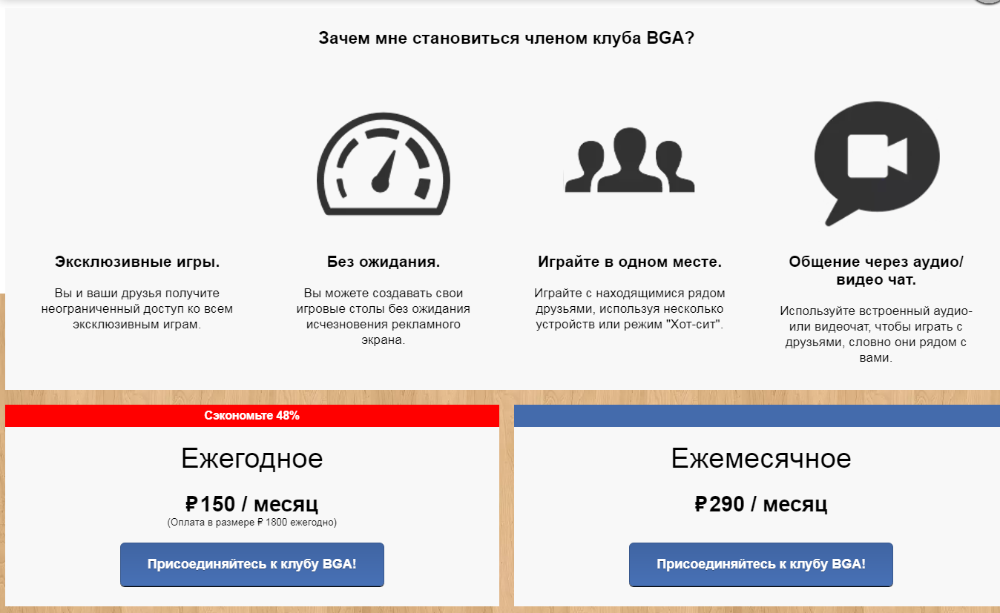 Зачем мне становиться членом клуба BGA?
Эксклюзивные игры.
Вы и ваши друзья получите
неограниченный доступ ко всем
эксклюзивным играм.
Без ожидания.
Вы можете создавать свои
игровые столы без ожидания
исчезновения рекламного
экрана.
Играйте в одном месте.
Играйте с находящимися рядом
друзьями, используя несколько
устройств или режим "Хот-сит".
Общение через аудио/
видео чат.
Используйте встроенный аудио-
или видеочат, чтобы играть с
друзьями, словно они рядом с
вами.
Сэкономьте 48%
Ежегодное
₽150 / месяц
(Оплата в размере ₽ 1800 ежегодно)
Присоединяйтесь к клубу BGA!
Ежемесячное
₽290 / месяц
Присоединяйтесь к клубу BGA!